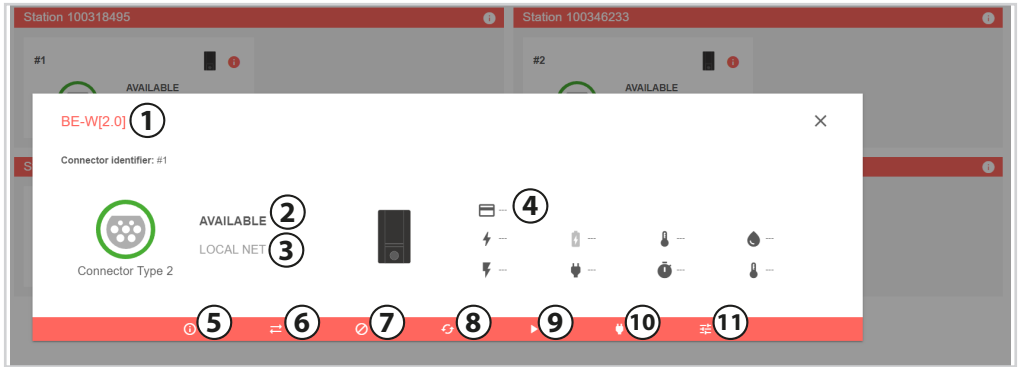 Station 100318495
Station 100346233
#1
#2
AVAILABLE
AVAILABLE
BE-W[2.0] 1
Connector identifier: #1
AVAILABLE 2
LOCAL NET 3
Connector Type 2
--- 4
--- --- --- ---
--- --- --- ---
5 6 7 8 9 10 11